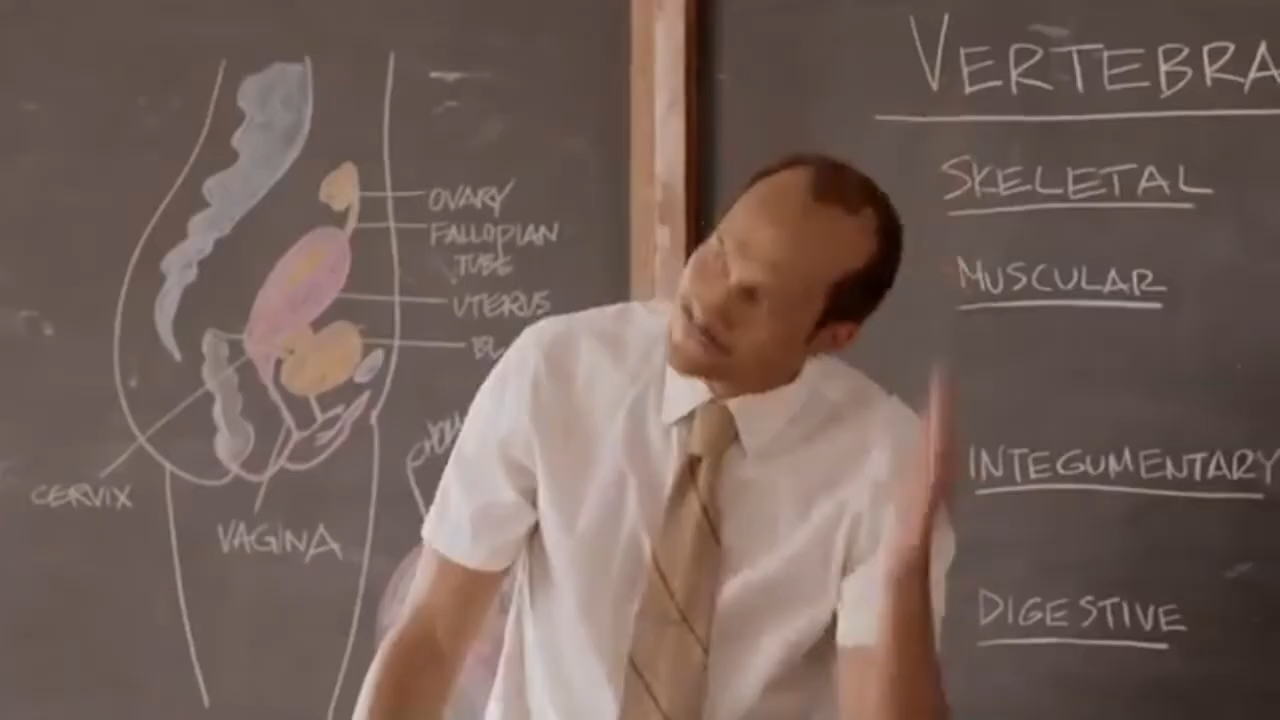 OVARY
FALLOPIAN
TUBE
UTERUS
CERVIX
VAGINA
VERTEBRA
SKELETAL
MUSCULAR
INTEGUMENTARY
DIGESTIVE